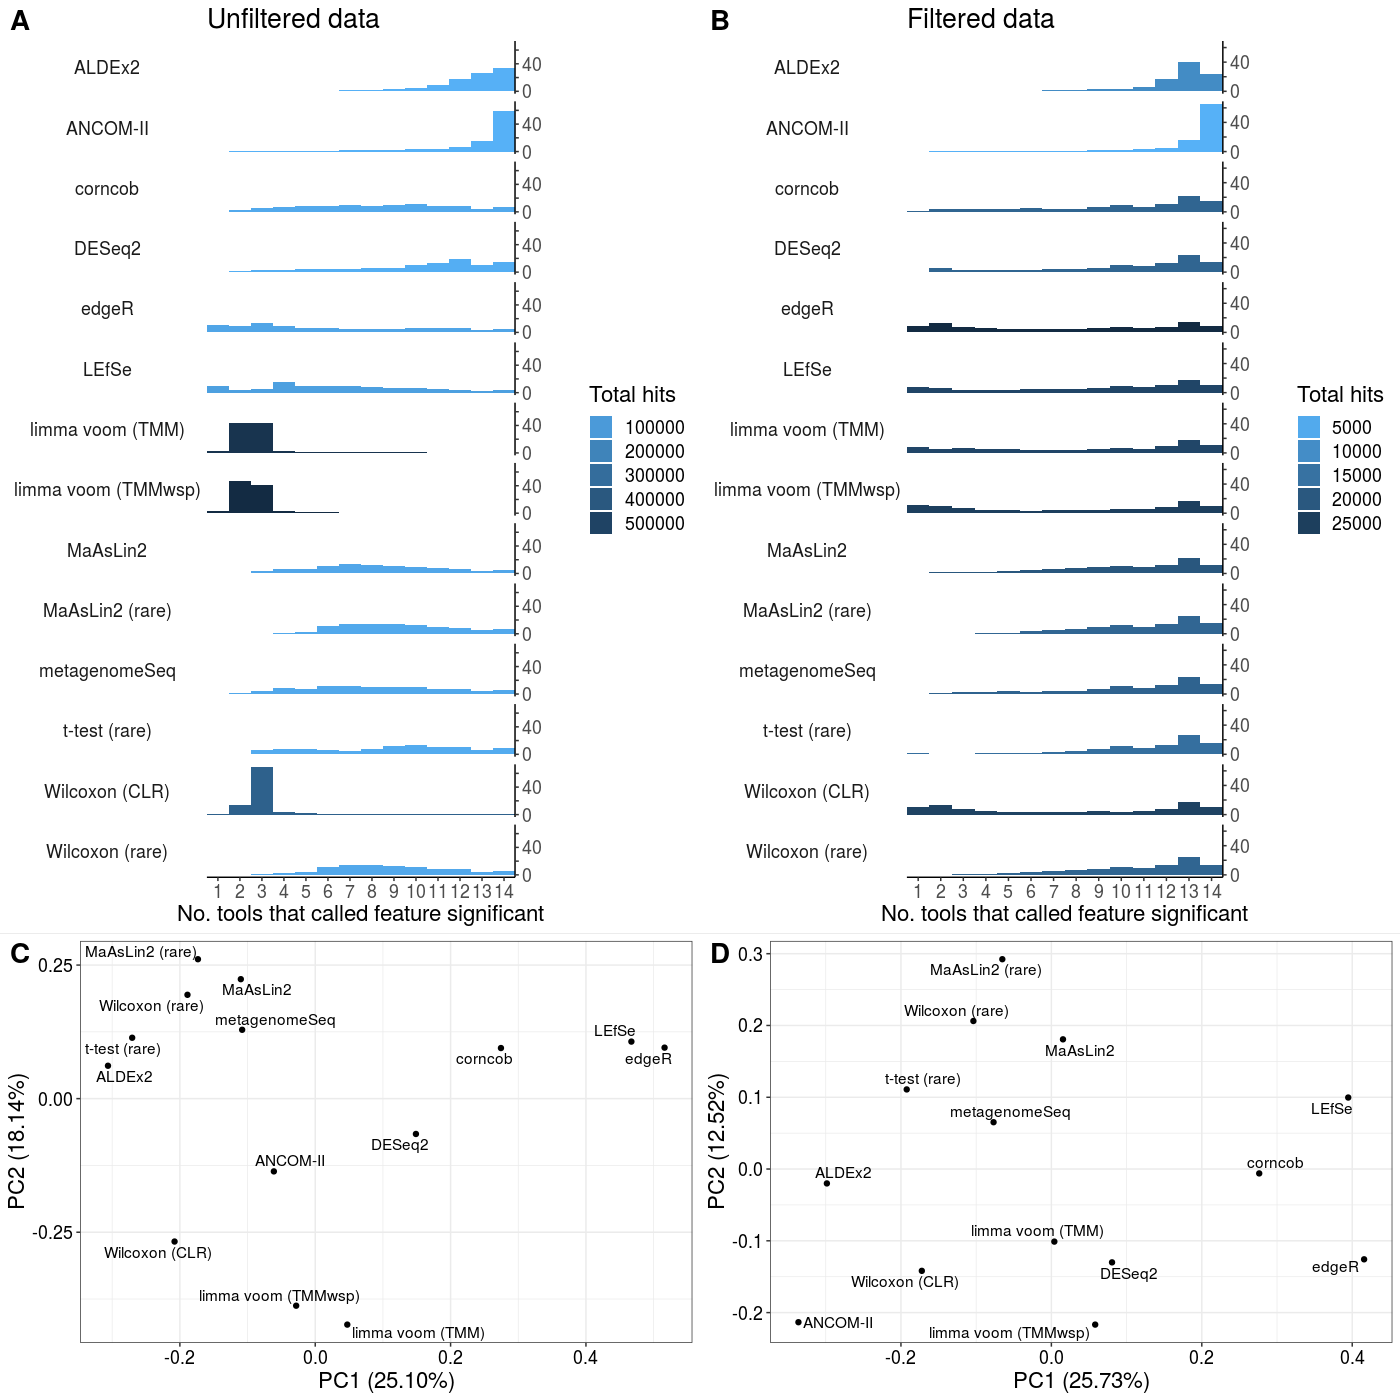 A
Unfiltered data
ALDEx2
40
0
ANCOM-II
40
0
corncob
40
0
DESeq2
40
0
edgeR
40
0
LEfSe
40
0
limma voom (TMM)
40
0
limma voom (TMMwsp)
40
0
MaAsLin2
40
0
MaAsLin2 (rare)
40
0
metagenomeSeq
40
0
t-test (rare)
40
0
Wilcoxon (CLR)
40
0
Wilcoxon (rare)
40
0
1 2 3 4 5 6 7 8 9 10 11 12 13 14
No. tools that called feature significant
Total hits
100000
200000
300000
400000
500000
B
Filtered data
ALDEx2
40
0
ANCOM-II
40
0
corncob
40
0
DESeq2
40
0
edgeR
40
0
LEfSe
40
0
limma voom (TMM)
40
0
limma voom (TMMwsp)
40
0
MaAsLin2
40
0
MaAsLin2 (rare)
40
0
metagenomeSeq
40
0
t-test (rare)
40
0
Wilcoxon (CLR)
40
0
Wilcoxon (rare)
40
0
1 2 3 4 5 6 7 8 9 10 11 12 13 14
No. tools that called feature significant
Total hits
5000
10000
15000
20000
25000
C
PC2 (18.14%)
0.25
0.00
-0.25
MaAsLin2 (rare)
MaAsLin2
Wilcoxon (rare)
metagenomeSeq
t-test (rare)
ALDEx2
LEfSe
edgeR
corncob
DESeq2
ANCOM-II
Wilcoxon (CLR)
limma voom (TMMwsp)
limma voom (TMM)
-0.2 0.0 0.2 0.4
PC1 (25.10%)
D
PC2 (12.52%)
0.3
0.2
0.1
0.0
-0.1
-0.2
MaAsLin2 (rare)
Wilcoxon (rare)
MaAsLin2
t-test (rare)
metagenomeSeq
LEfSe
corncob
ALDEx2
limma voom (TMM)
DESeq2
edgeR
Wilcoxon (CLR)
ANCOM-II
limma voom (TMMwsp)
-0.2 0.0 0.2 0.4
PC1 (25.73%)